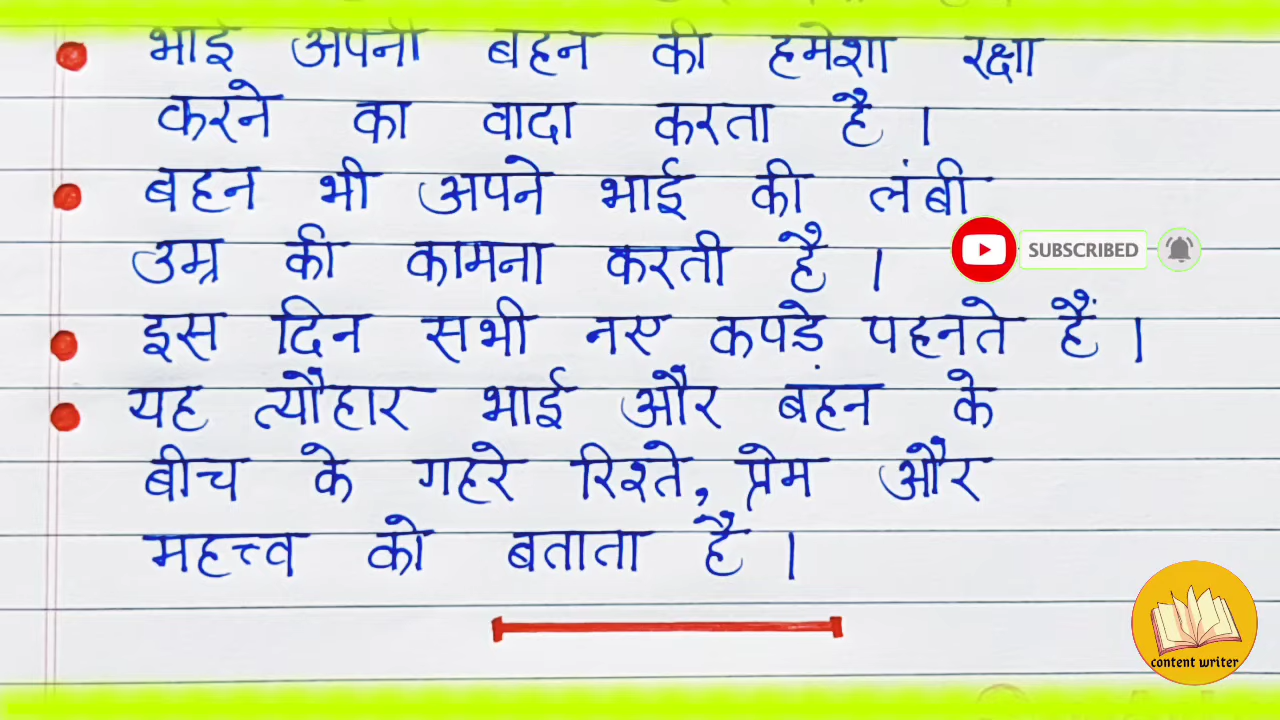 भाई अपनी बहन की हमेशा रक्षा
करने का वादा करता है ।
बहन भी अपने भाई की लंबी
उम्र की कामना करती है ।
SUBSCRIBED
इस दिन सभी नए कपड़े पहनते हैं ।
यह त्यौहार भाई और बहन के
बीच के गहरे रिश्ते, प्रेम और
महत्त्व को बताता है ।
content writer